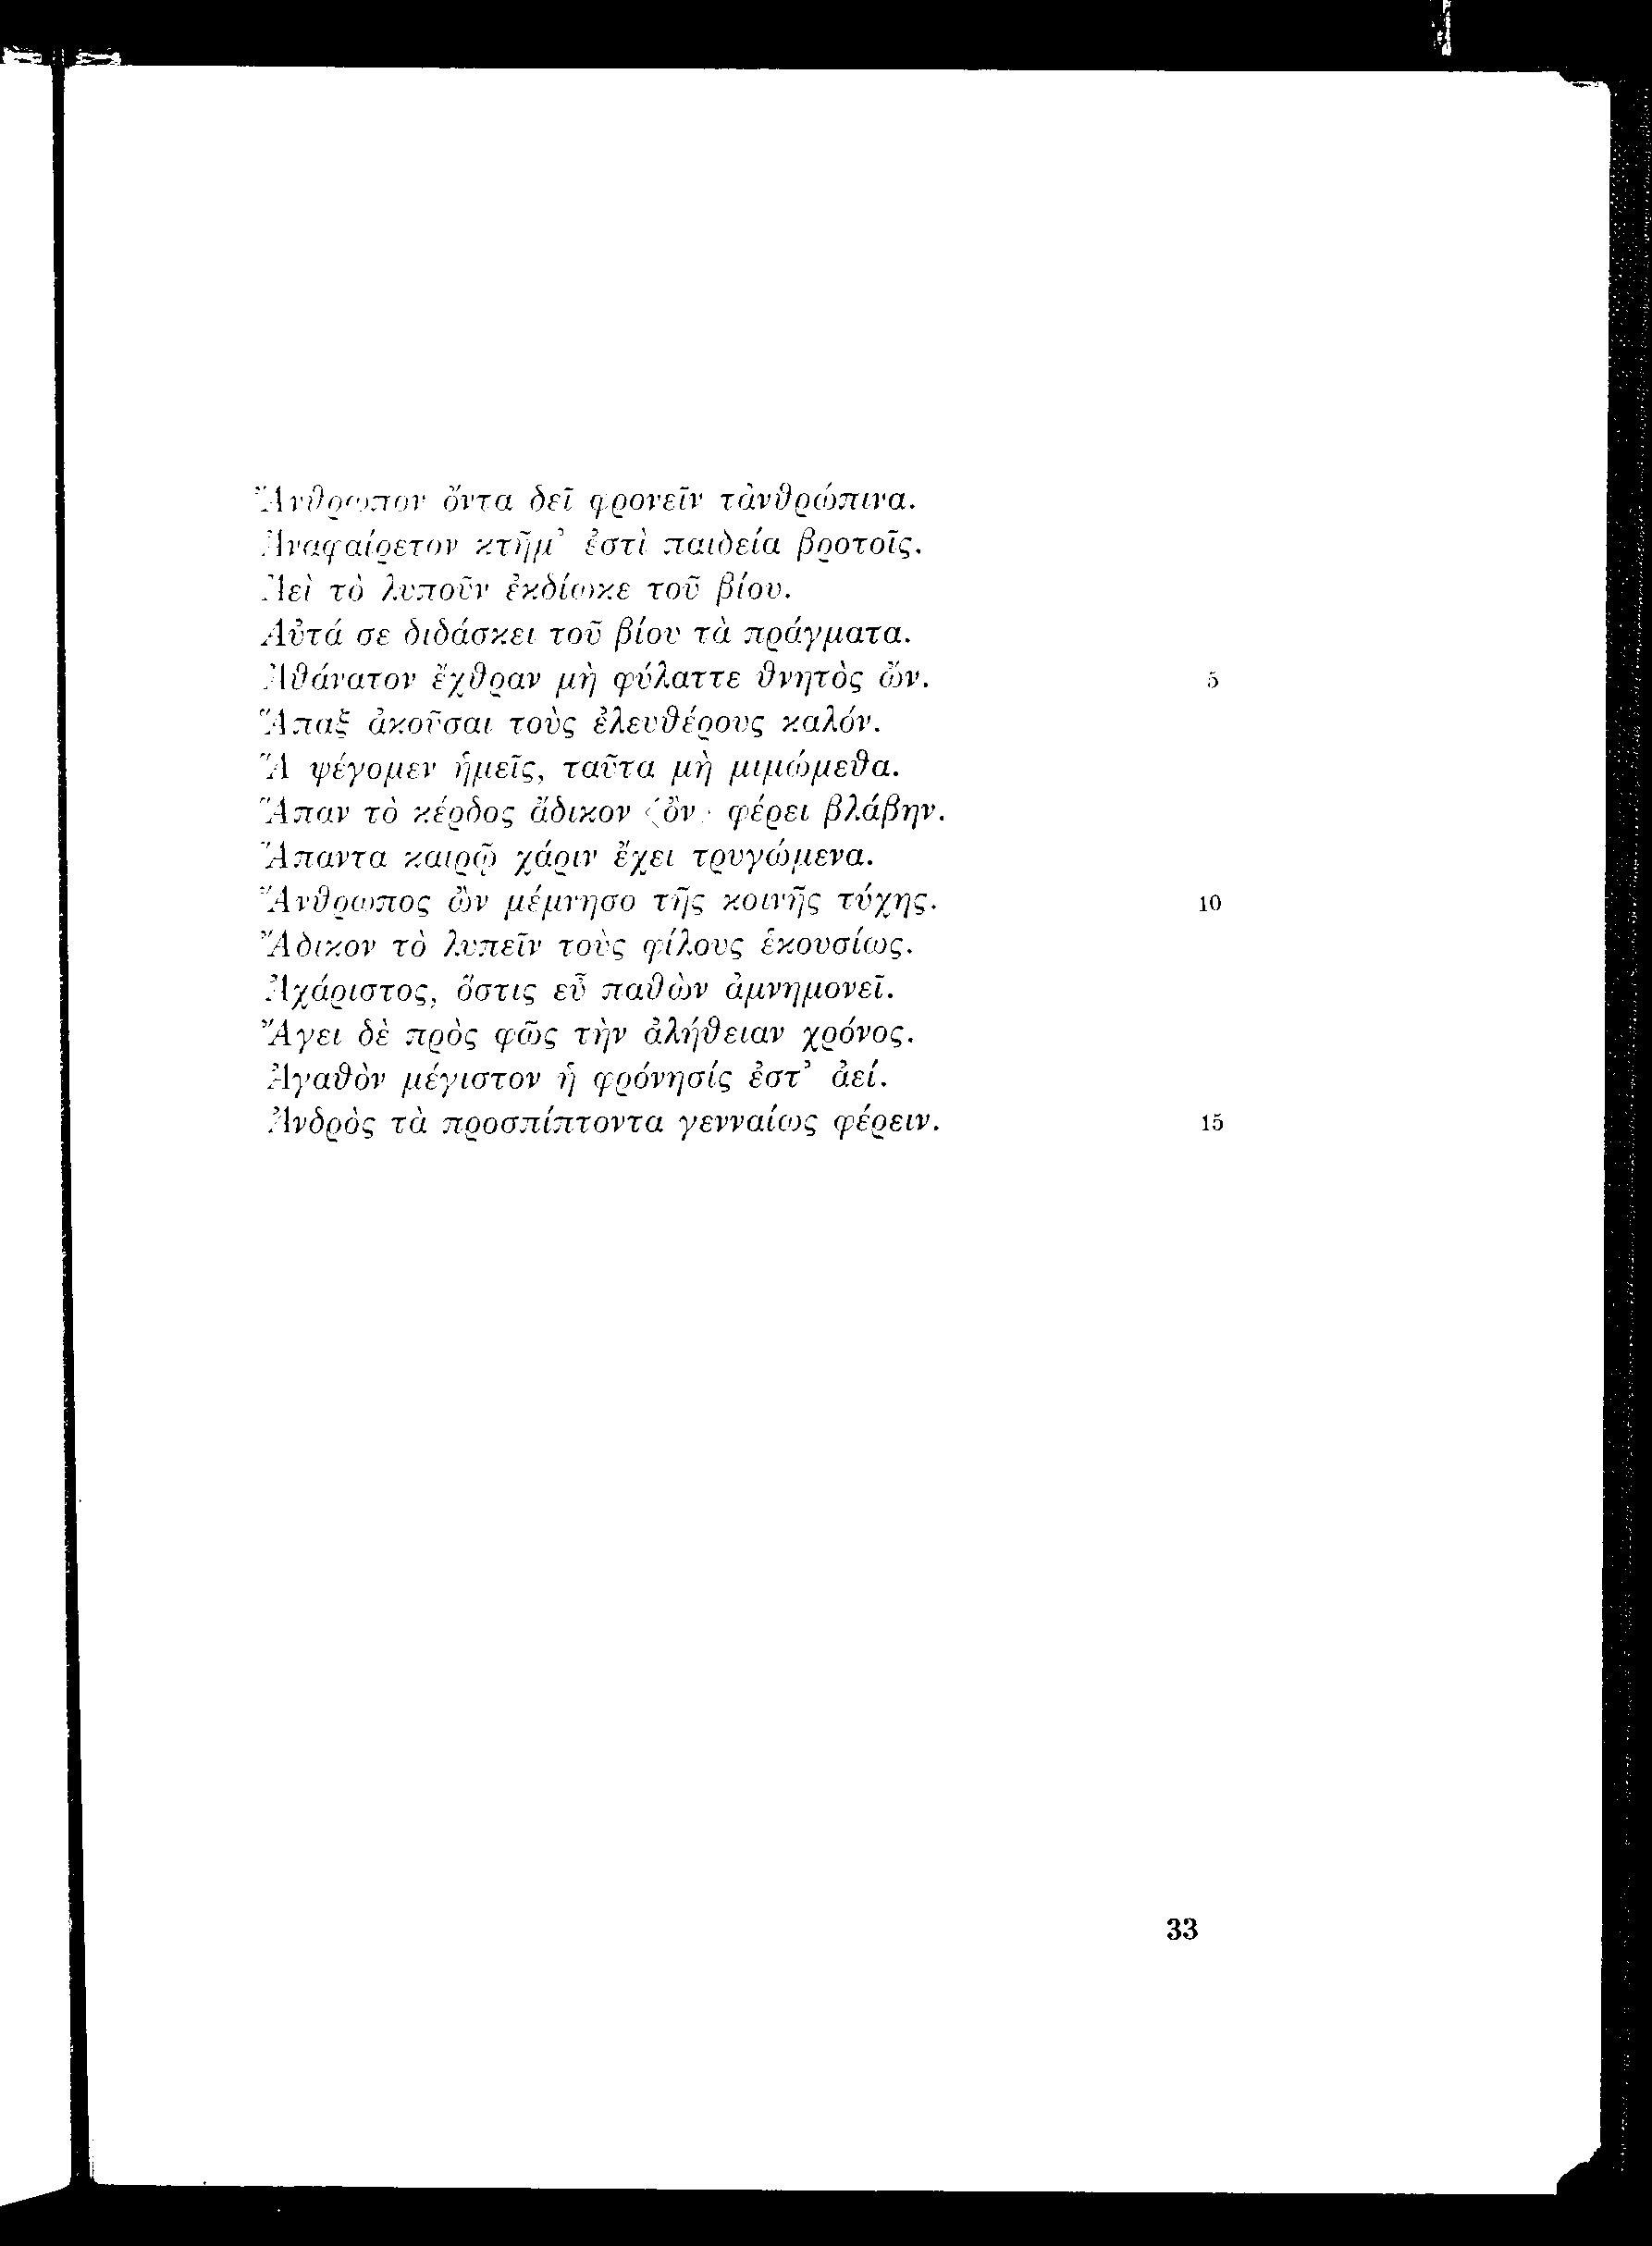 Ἄνθρωπον ὄντα δεῖ φρονεῖν τἀνθρώπινα.
Ἀναφαίρετον κτῆμ’ ἐστὶ παιδεία βροτοῖς.
Ἀεὶ τὸ λυποῦν ἐκδίωκε τοῦ βίου.
Αὐτά σε διδάσκει τοῦ βίου τὰ πράγματα.
Ἀθάνατον ἔχθραν μὴ φύλαττε θνητὸς ὤν. 5
Ἅπαξ ἀκοῦσαι τοὺς ἐλευθέρους καλόν.
Ἃ ψέγομεν ἡμεῖς, ταῦτα μὴ μιμώμεθα.
Ἅπαν τὸ κέρδος ἄδικον ⟨ὂν⟩ φέρει βλάβην.
Ἅπαντα καιρῷ χάριν ἔχει τρυγώμενα.
Ἄνθρωπος ὢν μέμνησο τῆς κοινῆς τύχης. 10
Ἄδικον τὸ λυπεῖν τοὺς φίλους ἑκουσίως.
Ἀχάριστος, ὅστις εὖ παθὼν ἀμνημονεῖ.
Ἄγει δὲ πρὸς φῶς τὴν ἀλήθειαν χρόνος.
Ἀγαθὸν μέγιστον ἡ φρόνησίς ἐστ’ ἀεί.
Ἀνδρὸς τὰ προσπίπτοντα γενναίως φέρειν. 15
33